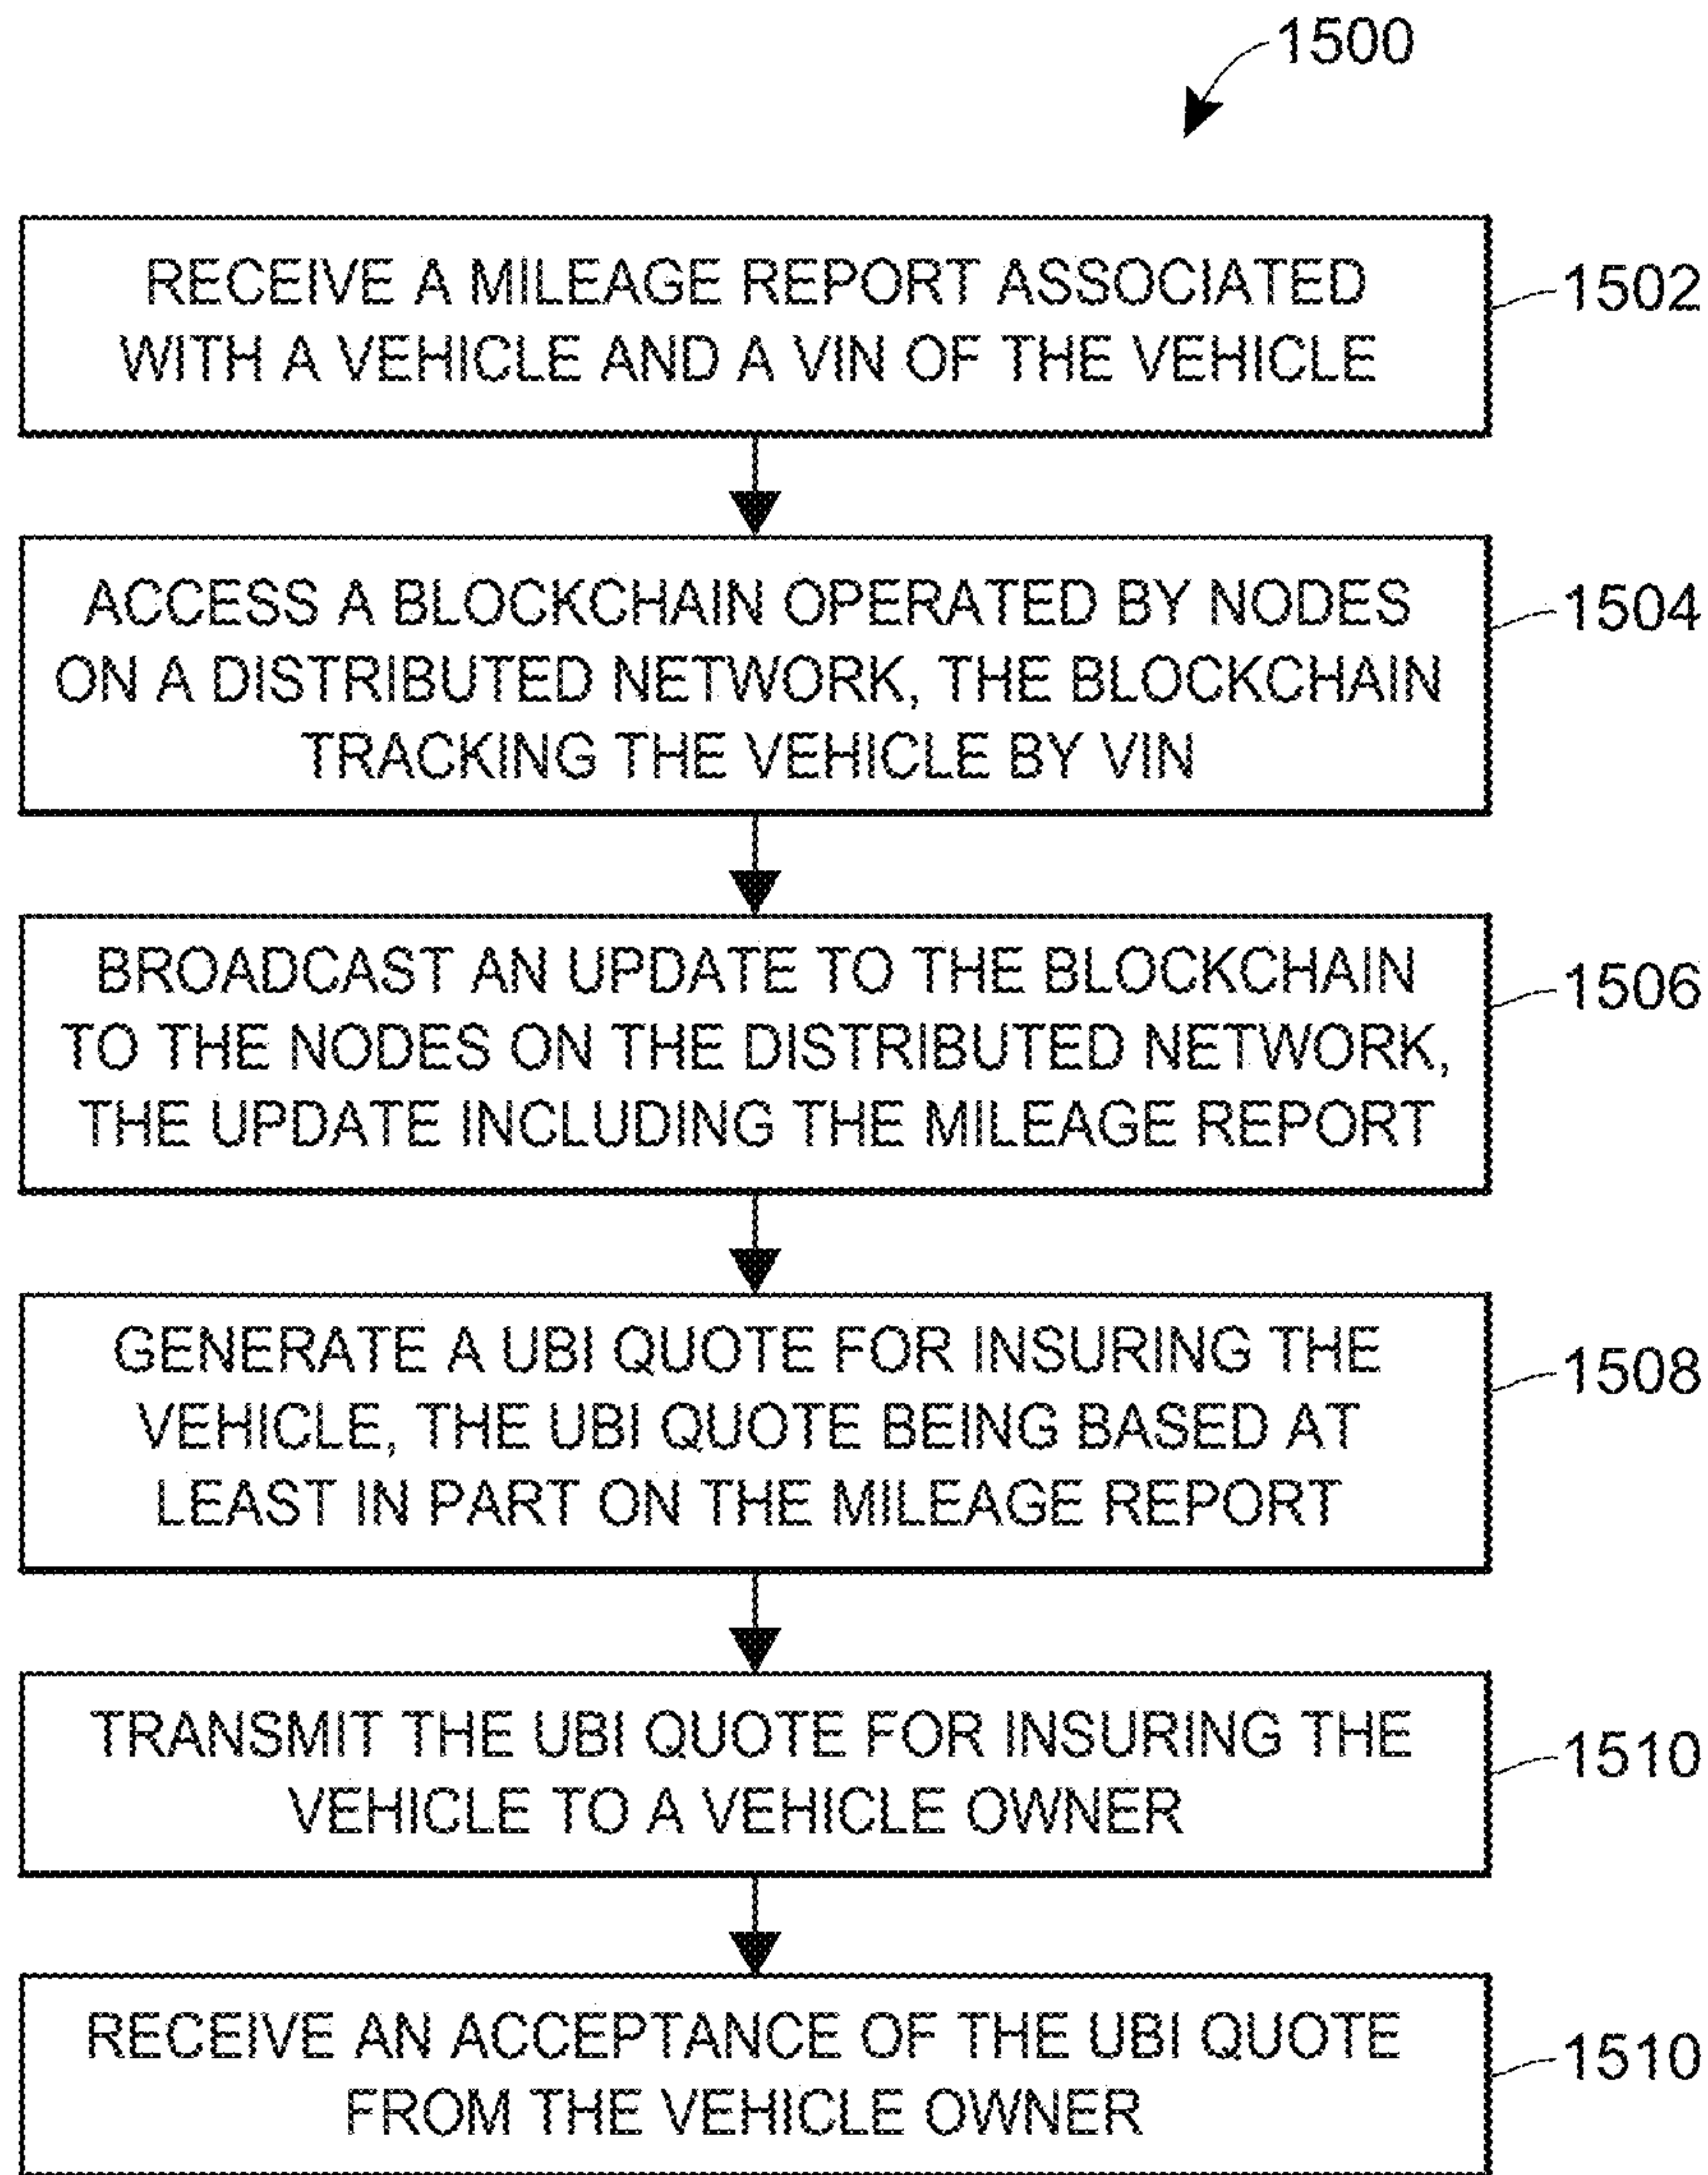 1500
RECEIVE A MILEAGE REPORT ASSOCIATED
WITH A VEHICLE AND A VIN OF THE VEHICLE
1502
ACCESS A BLOCKCHAIN OPERATED BY NODES
ON A DISTRIBUTED NETWORK, THE BLOCKCHAIN
TRACKING THE VEHICLE BY VIN
1504
BROADCAST AN UPDATE TO THE BLOCKCHAIN
TO THE NODES ON THE DISTRIBUTED NETWORK,
THE UPDATE INCLUDING THE MILEAGE REPORT
1506
GENERATE A UBI QUOTE FOR INSURING THE
VEHICLE, THE UBI QUOTE BEING BASED AT
LEAST IN PART ON THE MILEAGE REPORT
1508
TRANSMIT THE UBI QUOTE FOR INSURING THE
VEHICLE TO A VEHICLE OWNER
1510
RECEIVE AN ACCEPTANCE OF THE UBI QUOTE
FROM THE VEHICLE OWNER
1510